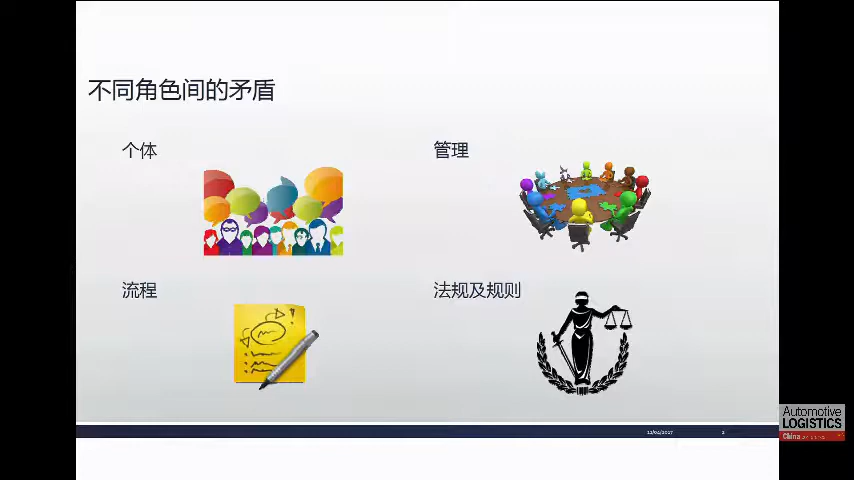 不同角色间的矛盾
个体
管理
流程
法规及规则
Automotive
LOGISTICS
China